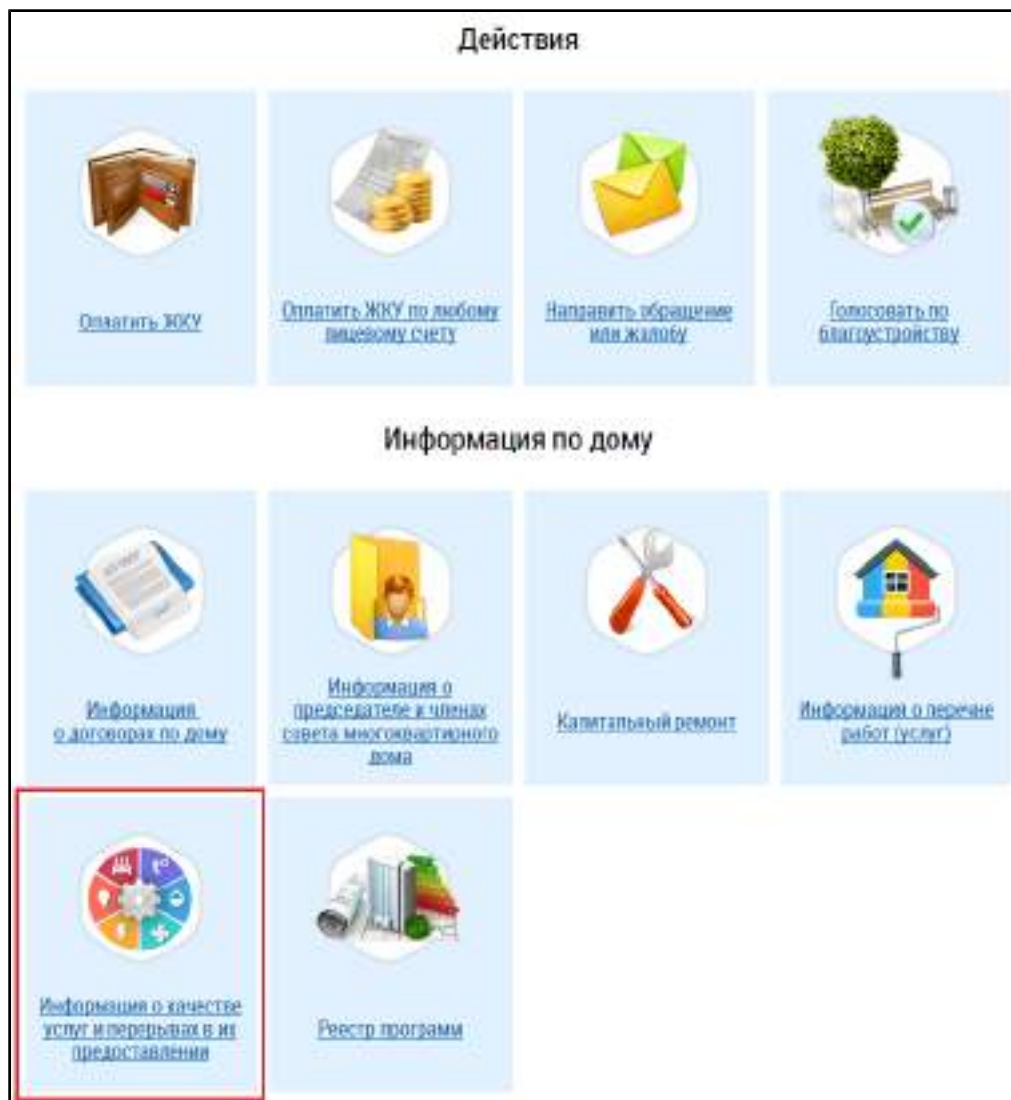 Действия
Оплатить ЖКУ
Оплатить ЖКУ по любому
лицевому счету
Направить обращение
или жалобу
Голосовать по
благоустройству
Информация по дому
Информация
о договорах по дому
Информация о
председателе и членах
совета многоквартирного
дома
Капитальный ремонт
Информация о перечне
работ (услуг)
Информация о качестве
услуг и перерывах в их
предоставлении
Реестр программ